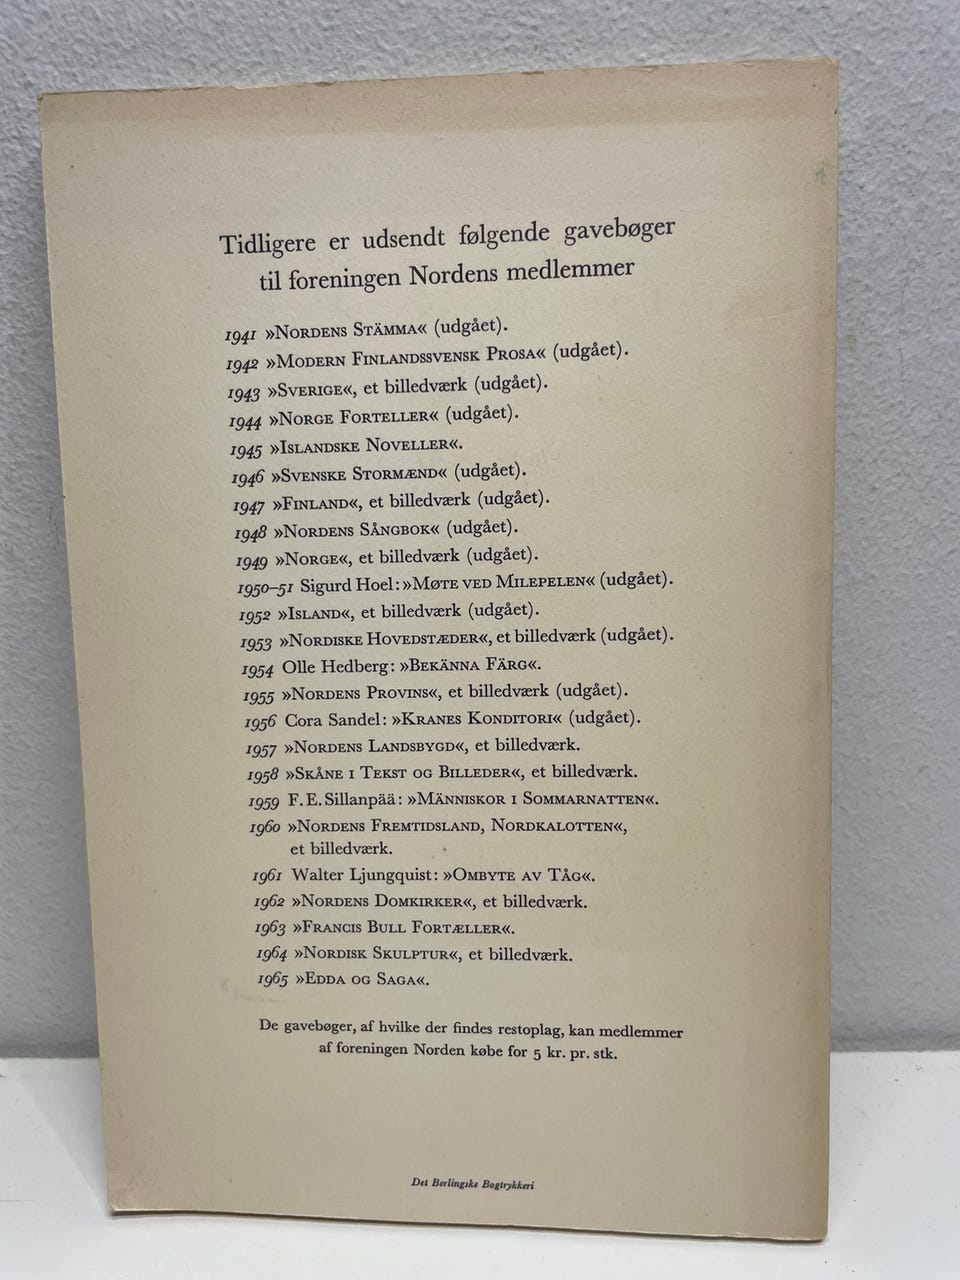 Tidligere er udsendt følgende gavebøger
til foreningen Nordens medlemmer
1941 »Nordens Stämma« (udgået).
1942 »Modern Finlandssvensk Prosa« (udgået).
1943 »Sverige«, et billedværk (udgået).
1944 »Norge Forteller« (udgået).
1945 »Islandske Noveller«.
1946 »Svenske Stormænd« (udgået).
1947 »Finland«, et billedværk (udgået).
1948 »Nordens Sångbok« (udgået).
1949 »Norge«, et billedværk (udgået).
1950–51 Sigurd Hoel: »Møte ved Milepelen« (udgået).
1952 »Island«, et billedværk (udgået).
1953 »Nordiske Hovedstæder«, et billedværk (udgået).
1954 Olle Hedberg: »Bekänna Färg«.
1955 »Nordens Provins«, et billedværk (udgået).
1956 Cora Sandel: »Kranes Konditori« (udgået).
1957 »Nordens Landsbygd«, et billedværk.
1958 »Skåne i Tekst og Billeder«, et billedværk.
1959 F. E. Sillanpää: »Människor i Sommarnatten«.
1960 »Nordens Fremtidsland, Nordkalotten«,
et billedværk.
1961 Walter Ljungquist: »Ombyte av Tåg«.
1962 »Nordens Domkirker«, et billedværk.
1963 »Francis Bull Fortæller«.
1964 »Nordisk Skulptur«, et billedværk.
1965 »Edda og Saga«.
De gavebøger, af hvilke der findes restoplag, kan medlemmer
af foreningen Norden købe for 5 kr. pr. stk.
Det Berlingske Bogtrykkeri